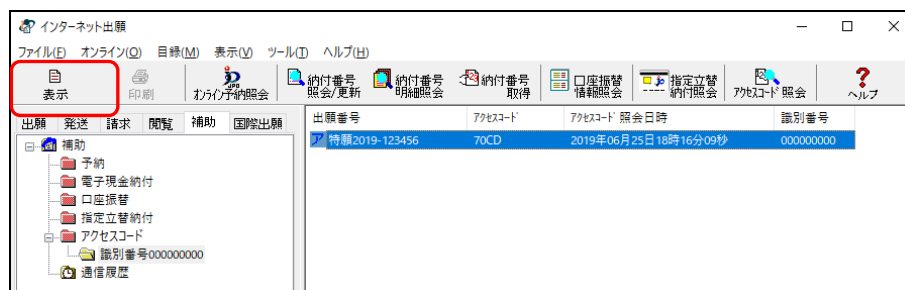 インターネット出願
ファイル(F) オンライン(O) 目録(M) 表示(V) ツール(T) ヘルプ(H)
表示
印刷
オンライン予納照会
納付番号
照会/更新
納付番号
明細照会
納付番号
取得
口座振替
情報照会
指定立替
納付照会
アクセスコード 照会
ヘルプ
出願 発送 請求 閲覧 補助 国際出願
補助
予納
電子現金納付
口座振替
指定立替納付
アクセスコード
識別番号000000000
通信履歴
出願番号 アクセスコード アクセスコード 照会日時 識別番号
ア 特願2019-123456 70CD 2019年06月25日18時16分09秒 000000000